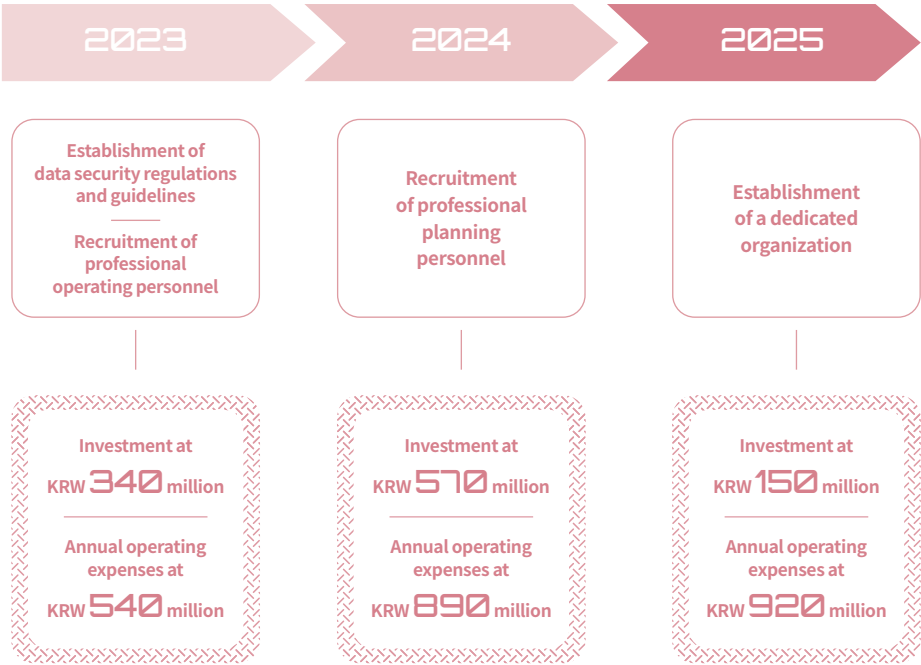 2023
2024
2025
Establishment of
data security regulations
and guidelines
Recruitment of
professional
operating personnel
Recruitment
of professional
planning
personnel
Establishment
of a dedicated
organization
Investment at
KRW 340 million
Annual operating
expenses at
KRW 540 million
Investment at
KRW 570 million
Annual operating
expenses at
KRW 890 million
Investment at
KRW 150 million
Annual operating
expenses at
KRW 920 million